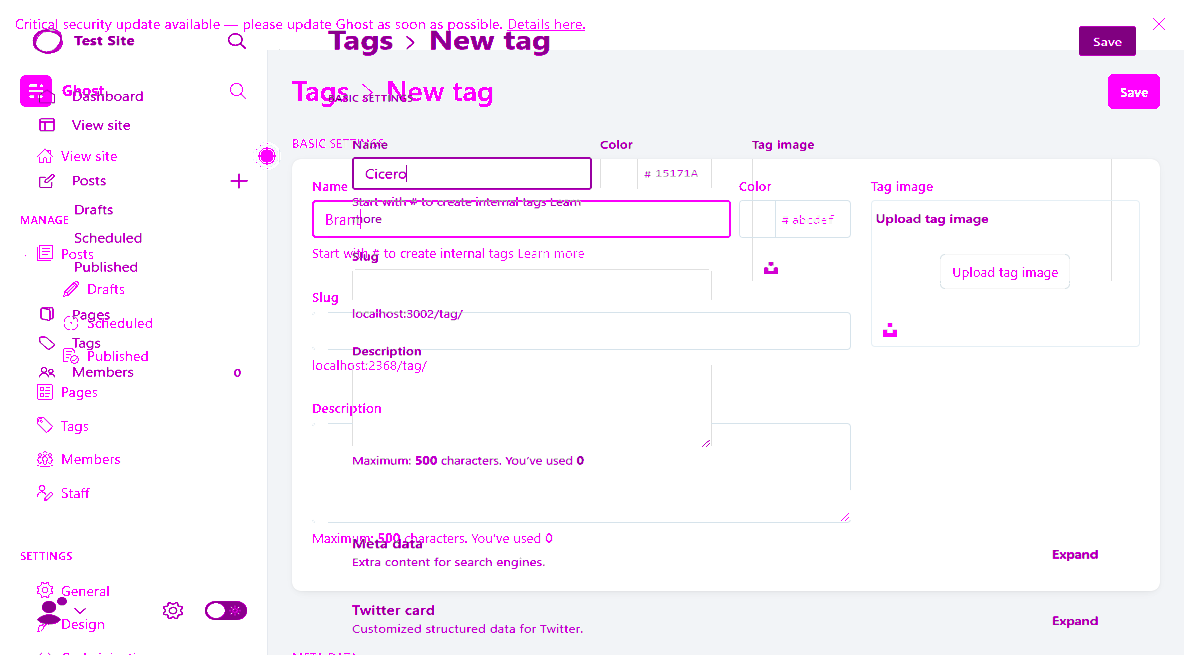 Critical security update available — please update Ghost as soon as possible. Details here.
Test Site
Tags > New tag
Save
Ghost
Dashboard
Tags > New tag
Save
BASIC SETTINGS
View site
BASIC SETTINGS
Name
Color
Tag image
View site
Cicero
# 15171A
Posts
Name
Color
Tag image
Start with # to create internal tags Learn more
Drafts
MANAGE
Bram
# abcdef
Upload tag image
Scheduled
Posts
Start with # to create internal tags Learn more
Slug
Published
Upload tag image
Drafts
Slug
Pages
localhost:3002/tag/
Scheduled
Tags
Description
Published
localhost:2368/tag/
Members
0
Pages
Description
Tags
Members
Maximum: 500 characters. You've used 0
Staff
Maximum: 500 characters. You've used 0
Meta data
Extra content for search engines.
Expand
SETTINGS
General
Twitter card
Customized structured data for Twitter.
Expand
Design
META DATA